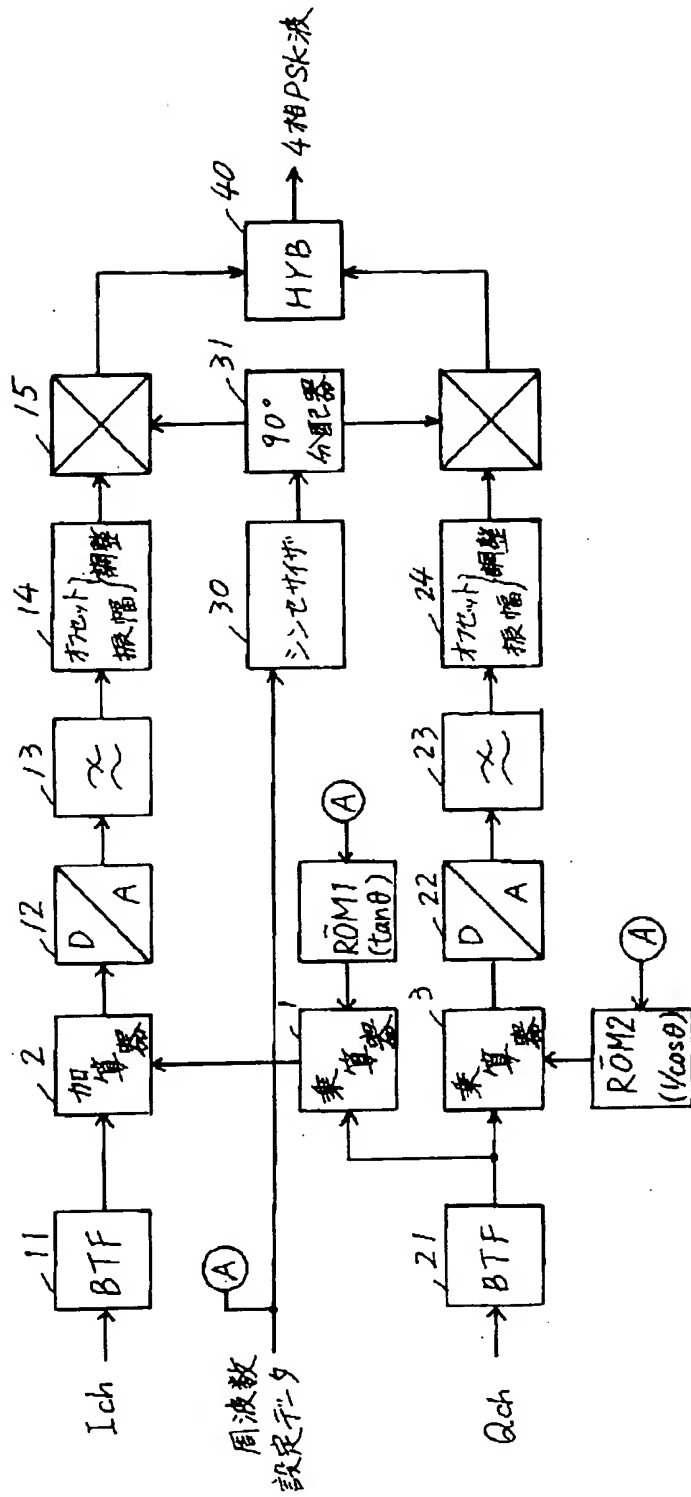 Ich
11
BTF
2
加算器
12
D
A
13
14
オフセット
振幅
調整
15
周波数
設定データ
A
30
シンセサイザ
31
90°
分配器
40
HYB
4相PSK波
1
乗算器
ROM1
(tanθ)
A
Qch
21
BTF
3
乗算器
ROM2
(1/cosθ)
A
22
D
A
23
24
オフセット
振幅
調整